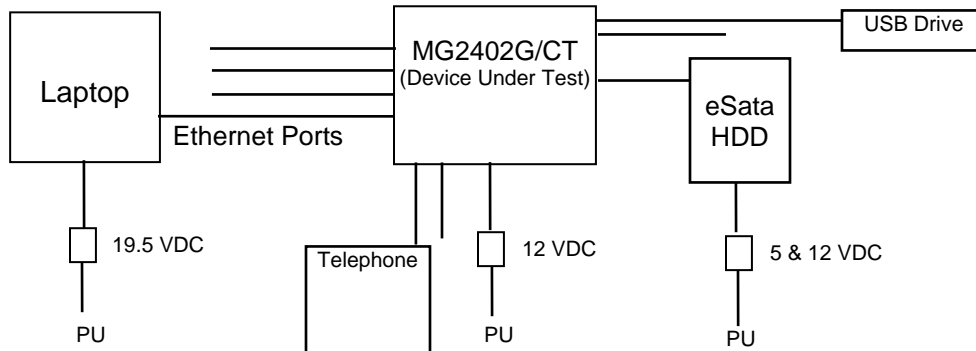 USB Drive
MG2402G/CT
(Device Under Test)
Laptop
eSata
HDD
Ethernet Ports
19.5 VDC
Telephone
12 VDC
5 & 12 VDC
PU
PU
PU